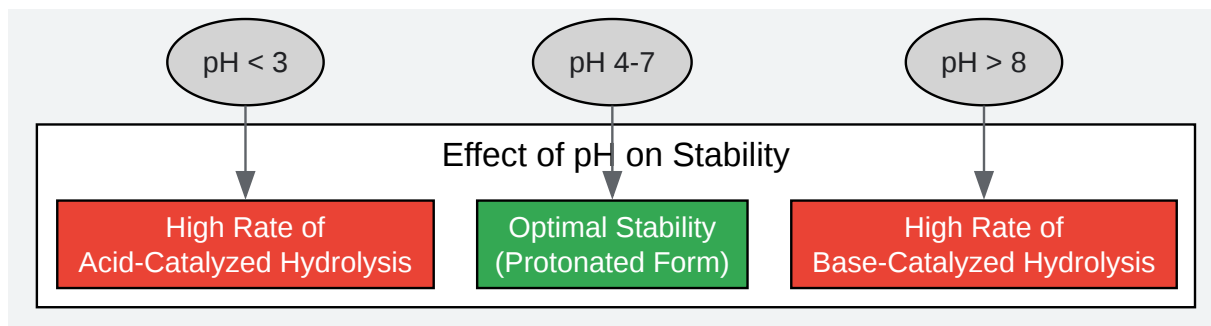 pH < 3
pH 4-7
pH > 8
Effect of pH on Stability
High Rate of
Acid-Catalyzed Hydrolysis
Optimal Stability
(Protonated Form)
High Rate of
Base-Catalyzed Hydrolysis